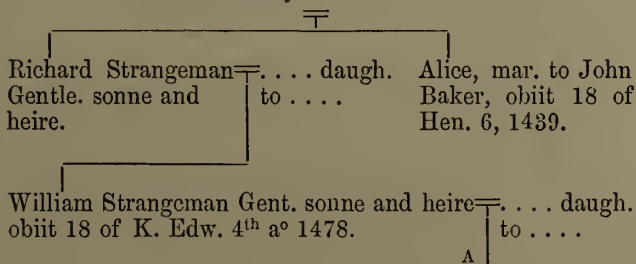 Richard Strangeman=. . . . daugh.
Gentle. sonne and to . . . .
heire.
Alice, mar. to John
Baker, obiit 18 of
Hen. 6, 1439.
William Strangeman Gent. sonne and heire=. . . . daugh.
obiit 18 of K. Edw. 4th aº 1478. to . . . .
A